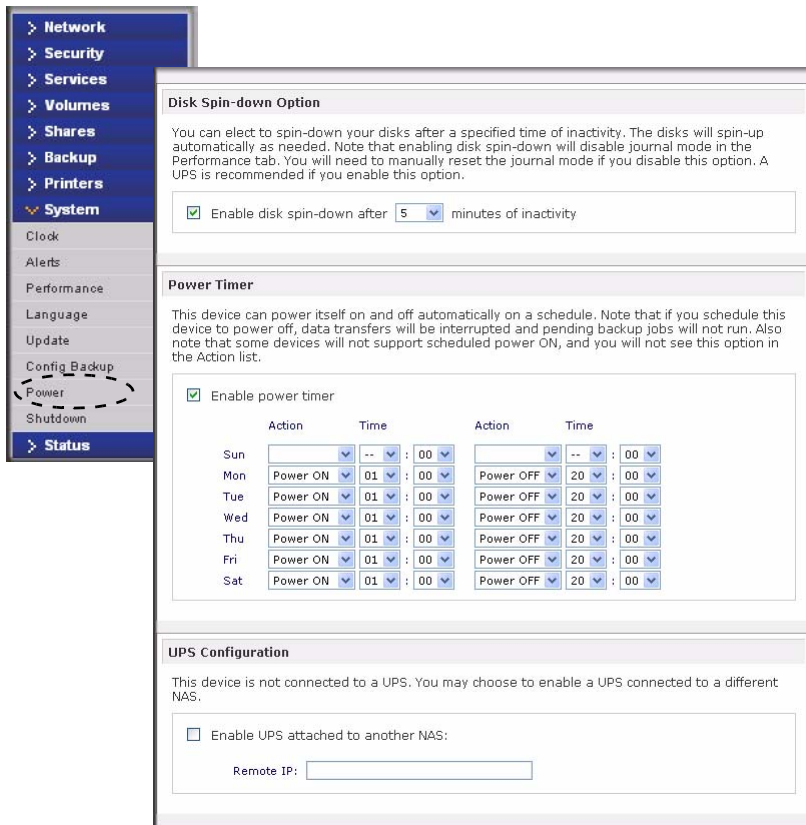 Network
Security
Services
Volumes
Shares
Backup
Printers
System
Clock
Alerts
Performance
Language
Update
Config Backup
Power
Shutdown
Status
Disk Spin-down Option
You can elect to spin-down your disks after a specified time of inactivity. The disks will spin-up
automatically as needed. Note that enabling disk spin-down will disable journal mode in the
Performance tab. You will need to manually reset the journal mode if you disable this option. A
UPS is recommended if you enable this option.
Enable disk spin-down after 5 minutes of inactivity
Power Timer
This device can power itself on and off automatically on a schedule. Note that if you schedule this
device to power off, data transfers will be interrupted and pending backup jobs will not run. Also
note that some devices will not support scheduled power ON, and you will not see this option in
the Action list.
Enable power timer
Action Time Action Time
Sun -- : 00 -- : 00
Mon Power ON 01 : 00 Power OFF 20 : 00
Tue Power ON 01 : 00 Power OFF 20 : 00
Wed Power ON 01 : 00 Power OFF 20 : 00
Thu Power ON 01 : 00 Power OFF 20 : 00
Fri Power ON 01 : 00 Power OFF 20 : 00
Sat Power ON 01 : 00 Power OFF 20 : 00
UPS Configuration
This device is not connected to a UPS. You may choose to enable a UPS connected to a different
NAS.
Enable UPS attached to another NAS:
Remote IP: